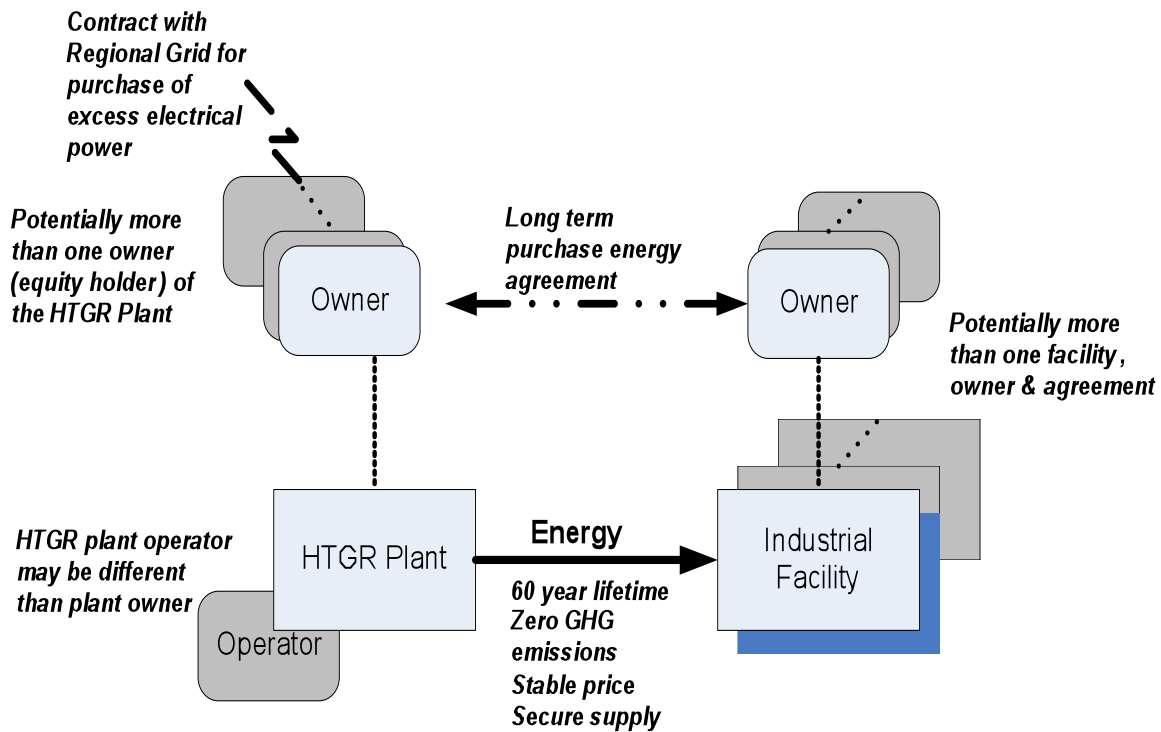 Contract with
Regional Grid for
purchase of
excess electrical
power
Potentially more
than one owner
(equity holder) of
the HTGR Plant
Owner
Long term
purchase energy
agreement
Owner
Potentially more
than one facility,
owner & agreement
HTGR plant operator
may be different
than plant owner
HTGR Plant
Operator
Energy
60 year lifetime
Zero GHG
emissions
Stable price
Secure supply
Industrial
Facility